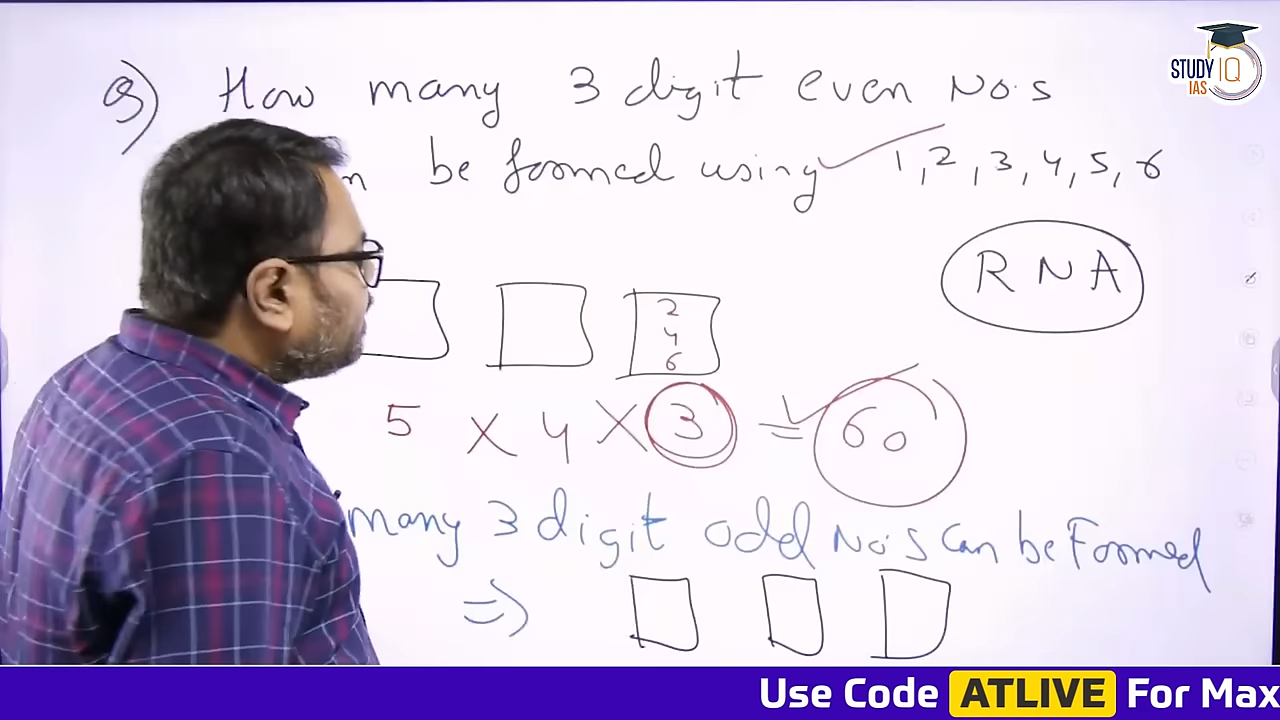 Q) How many 3 digit even No.s
n be formed using 1, 2, 3, 4, 5, 6
RNA
2
4
6
5 X 4 X 3 = 60
many 3 digit odd No.s can be Formed
=>
STUDY IQ
IAS
Use Code ATLIVE For Max